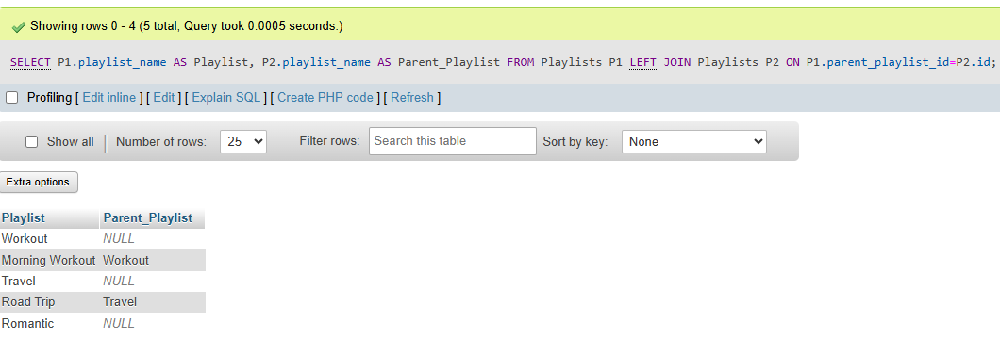 Showing rows 0 - 4 (5 total, Query took 0.0005 seconds.)
SELECT P1.playlist_name AS Playlist, P2.playlist_name AS Parent_Playlist FROM Playlists P1 LEFT JOIN Playlists P2 ON P1.parent_playlist_id=P2.id;
Profiling [ Edit inline ] [ Edit ] [ Explain SQL ] [ Create PHP code ] [ Refresh ]
Show all | Number of rows: 25 Filter rows: Search this table Sort by key: None
Extra options
Playlist Parent_Playlist
Workout NULL
Morning Workout Workout
Travel NULL
Road Trip Travel
Romantic NULL